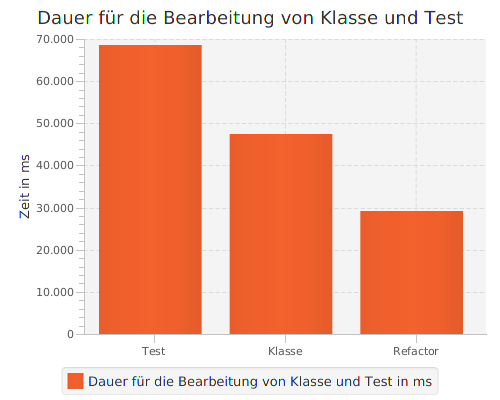 Dauer für die Bearbeitung von Klasse und Test
Zeit in ms
70.000
60.000
50.000
40.000
30.000
20.000
10.000
0
Test Klasse Refactor
Dauer für die Bearbeitung von Klasse und Test in ms